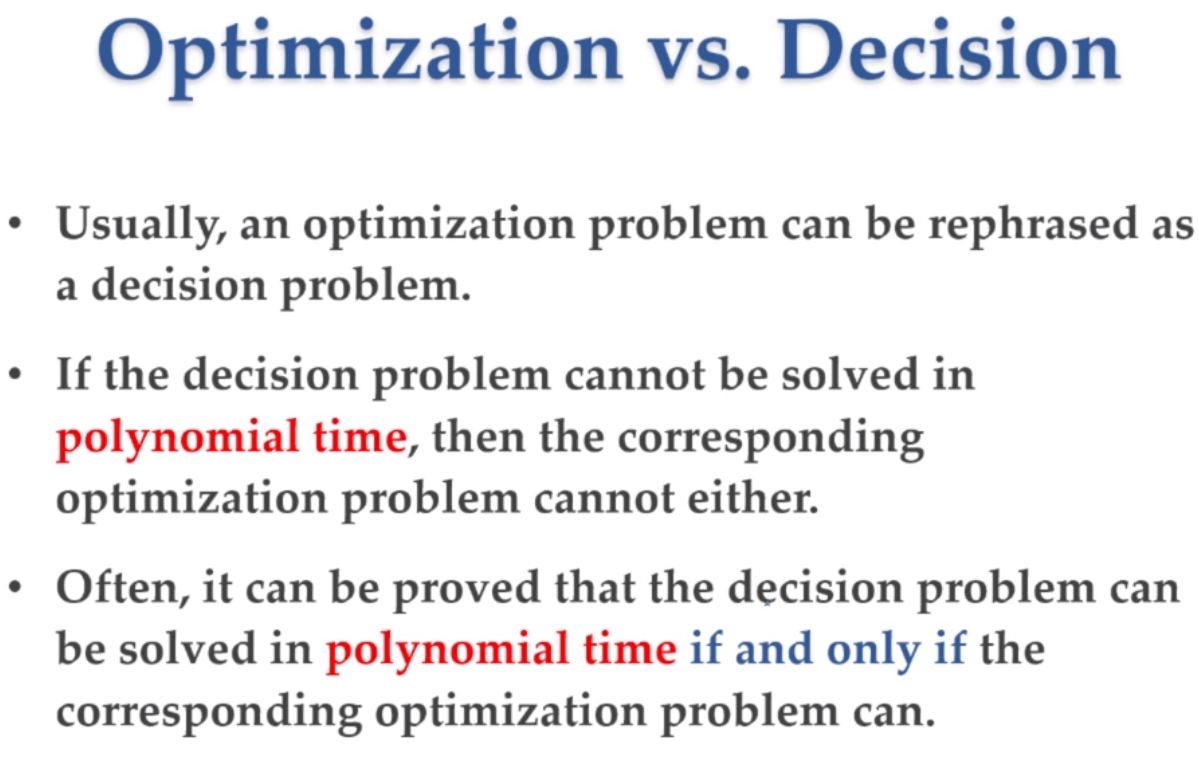 Optimization vs. Decision
• Usually, an optimization problem can be rephrased as
a decision problem.
• If the decision problem cannot be solved in
polynomial time, then the corresponding
optimization problem cannot either.
• Often, it can be proved that the decision problem can
be solved in polynomial time if and only if the
corresponding optimization problem can.